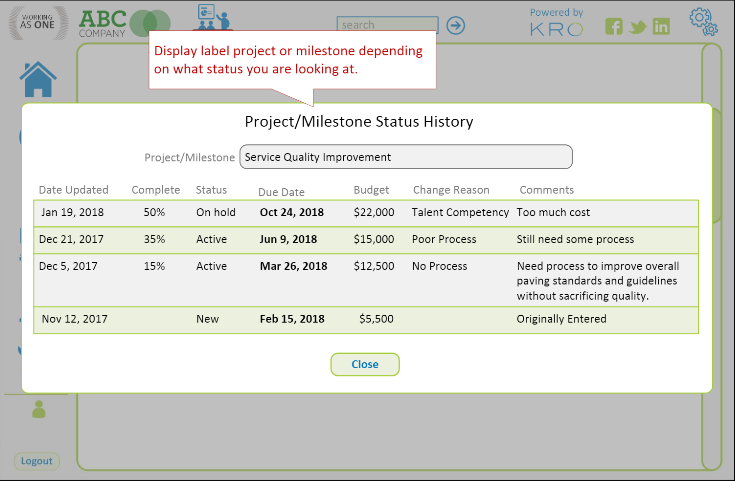 WORKING
AS ONE
ABC
COMPANY
search
Powered by
KRO
Display label project or milestone depending
on what status you are looking at.
Project/Milestone Status History
Project/Milestone Service Quality Improvement
Date Updated Complete Status Due Date Budget Change Reason Comments
Jan 19, 2018 50% On hold Oct 24, 2018 $22,000 Talent Competency Too much cost
Dec 21, 2017 35% Active Jun 9, 2018 $15,000 Poor Process Still need some process
Dec 5, 2017 15% Active Mar 26, 2018 $12,500 No Process Need process to improve overall
paving standards and guidelines
without sacrificing quality.
Nov 12, 2017 New Feb 15, 2018 $5,500 Originally Entered
Close
Logout